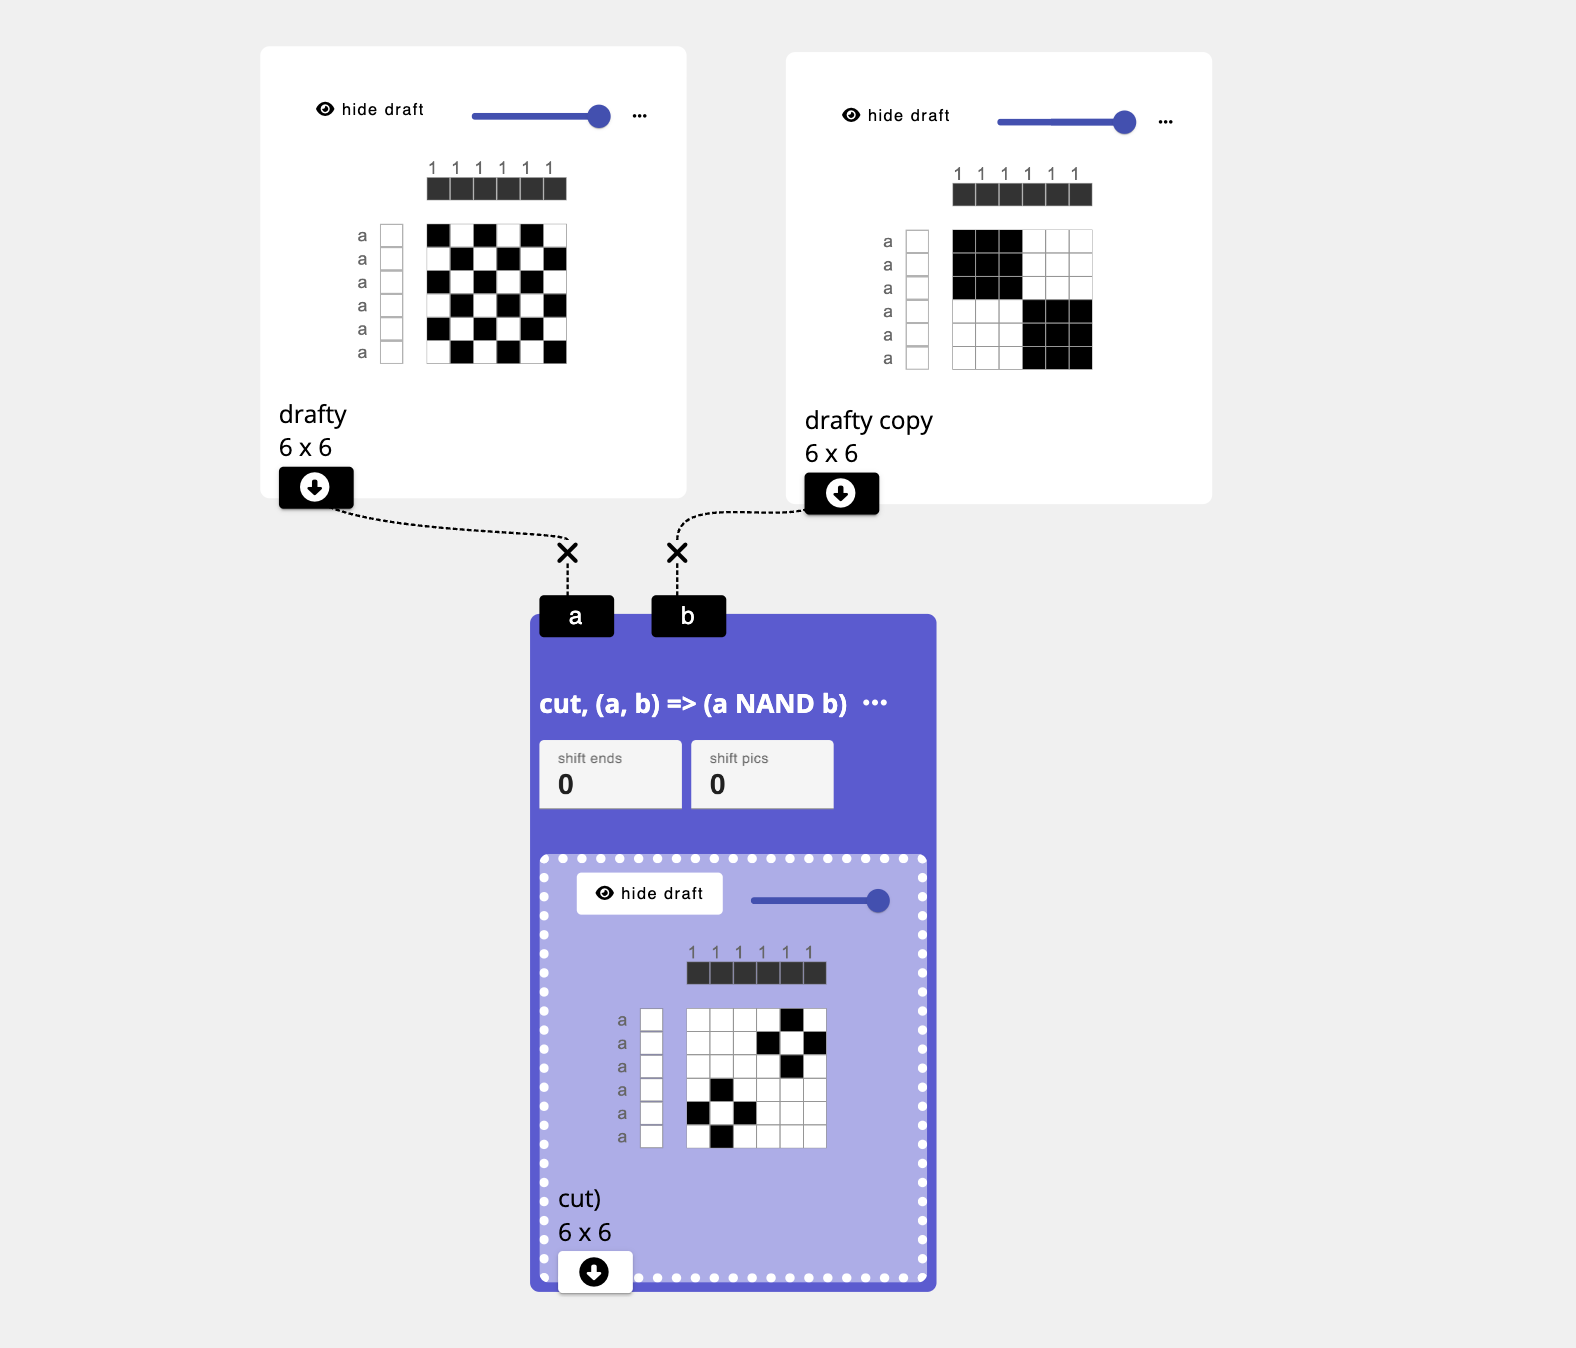 hide draft
...
1 1 1 1 1 1
a
a
a
a
a
a
drafty
6 x 6
hide draft
...
1 1 1 1 1 1
a
a
a
a
a
a
drafty copy
6 x 6
a
b
cut, (a, b) => (a NAND b) ...
shift ends
0
shift pics
0
hide draft
1 1 1 1 1 1
a
a
a
a
a
a
cut)
6 x 6